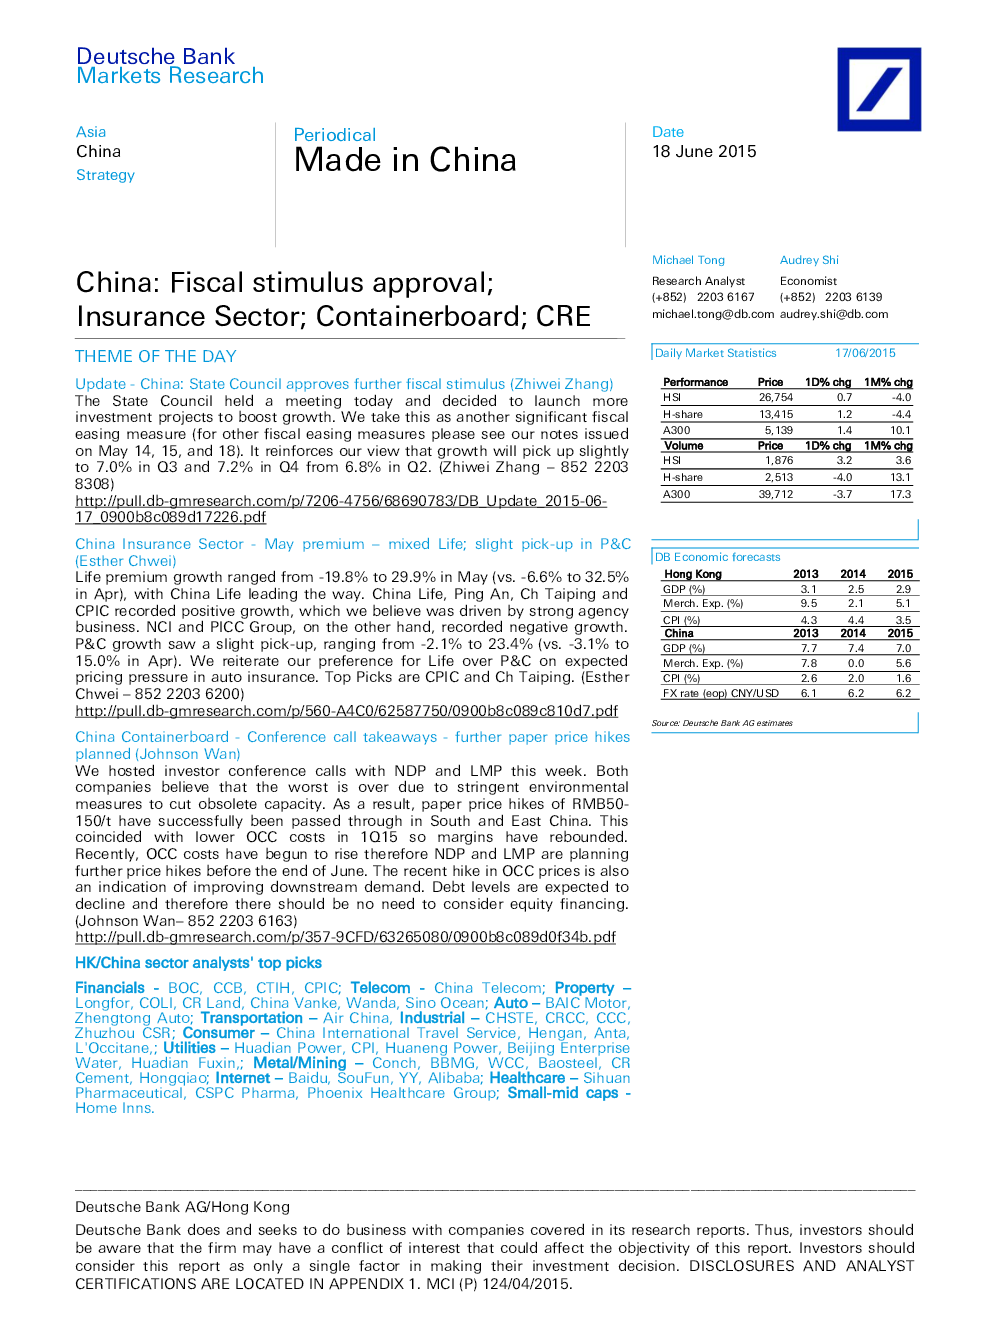 Deutsche Bank
Markets Research
Asia
China
Strategy
Periodical
Made in China
Date
18 June 2015
China: Fiscal stimulus approval;
Insurance Sector; Containerboard; CRE
Michael Tong
Research Analyst
(+852) 2203 6167
michael.tong@db.com
Audrey Shi
Economist
(+852) 2203 6139
audrey.shi@db.com
THEME OF THE DAY
Update - China: State Council approves further fiscal stimulus (Zhiwei Zhang)
The State Council held a meeting today and decided to launch more
investment projects to boost growth. We take this as another significant fiscal
easing measure (for other fiscal easing measures please see our notes issued
on May 14, 15, and 18). It reinforces our view that growth will pick up slightly
to 7.0% in Q3 and 7.2% in Q4 from 6.8% in Q2. (Zhiwei Zhang – 852 2203
8308)
http://pull.db-gmresearch.com/p/7206-4756/68690783/DB_Update_2015-06-
17_0900b8c089d17226.pdf
China Insurance Sector - May premium – mixed Life; slight pick-up in P&C
(Esther Chwei)
Life premium growth ranged from -19.8% to 29.9% in May (vs. -6.6% to 32.5%
in Apr), with China Life leading the way. China Life, Ping An, Ch Taiping and
CPIC recorded positive growth, which we believe was driven by strong agency
business. NCI and PICC Group, on the other hand, recorded negative growth.
P&C growth saw a slight pick-up, ranging from -2.1% to 23.4% (vs. -3.1% to
15.0% in Apr). We reiterate our preference for Life over P&C on expected
pricing pressure in auto insurance. Top Picks are CPIC and Ch Taiping. (Esther
Chwei – 852 2203 6200)
http://pull.db-gmresearch.com/p/560-A4C0/62587750/0900b8c089c810d7.pdf
China Containerboard - Conference call takeaways - further paper price hikes
planned (Johnson Wan)
We hosted investor conference calls with NDP and LMP this week. Both
companies believe that the worst is over due to stringent environmental
measures to cut obsolete capacity. As a result, paper price hikes of RMB50-
150/t have successfully been passed through in South and East China. This
coincided with lower OCC costs in 1Q15 so margins have rebounded.
Recently, OCC costs have begun to rise therefore NDP and LMP are planning
further price hikes before the end of June. The recent hike in OCC prices is also
an indication of improving downstream demand. Debt levels are expected to
decline and therefore there should be no need to consider equity financing.
(Johnson Wan– 852 2203 6163)
http://pull.db-gmresearch.com/p/357-9CFD/63265080/0900b8c089d0f34b.pdf
HK/China sector analysts' top picks
Financials - BOC, CCB, CTIH, CPIC; Telecom - China Telecom; Property –
Longfor, COLI, CR Land, China Vanke, Wanda, Sino Ocean; Auto – BAIC Motor,
Zhengtong Auto; Transportation – Air China, Industrial – CHSTE, CRCC, CCC,
Zhuzhou CSR; Consumer – China International Travel Service, Hengan, Anta,
L'Occitane,; Utilities – Huadian Power, CPI, Huaneng Power, Beijing Enterprise
Water, Huadian Fuxin,; Metal/Mining – Conch, BBMG, WCC, Baosteel, CR
Cement, Hongqiao; Internet – Baidu, SouFun, YY, Alibaba; Healthcare – Sihuan
Pharmaceutical, CSPC Pharma, Phoenix Healthcare Group; Small-mid caps -
Home Inns.
Daily Market Statistics 17/06/2015
Performance Price 1D% chg 1M% chg
HSI 26,754 0.7 -4.0
H-share 13,415 1.2 -4.4
A300 5,139 1.4 10.1
Volume Price 1D% chg 1M% chg
HSI 1,876 3.2 3.6
H-share 2,513 -4.0 13.1
A300 39,712 -3.7 17.3
DB Economic forecasts
Hong Kong 2013 2014 2015
GDP (%) 3.1 2.5 2.9
Merch. Exp. (%) 9.5 2.1 5.1
CPI (%) 4.3 4.4 3.5
China 2013 2014 2015
GDP (%) 7.7 7.4 7.0
Merch. Exp. (%) 7.8 0.0 5.6
CPI (%) 2.6 2.0 1.6
FX rate (eop) CNY/USD 6.1 6.2 6.2
Source: Deutsche Bank AG estimates
Deutsche Bank AG/Hong Kong
Deutsche Bank does and seeks to do business with companies covered in its research reports. Thus, investors should
be aware that the firm may have a conflict of interest that could affect the objectivity of this report. Investors should
consider this report as only a single factor in making their investment decision. DISCLOSURES AND ANALYST
CERTIFICATIONS ARE LOCATED IN APPENDIX 1. MCI (P) 124/04/2015.